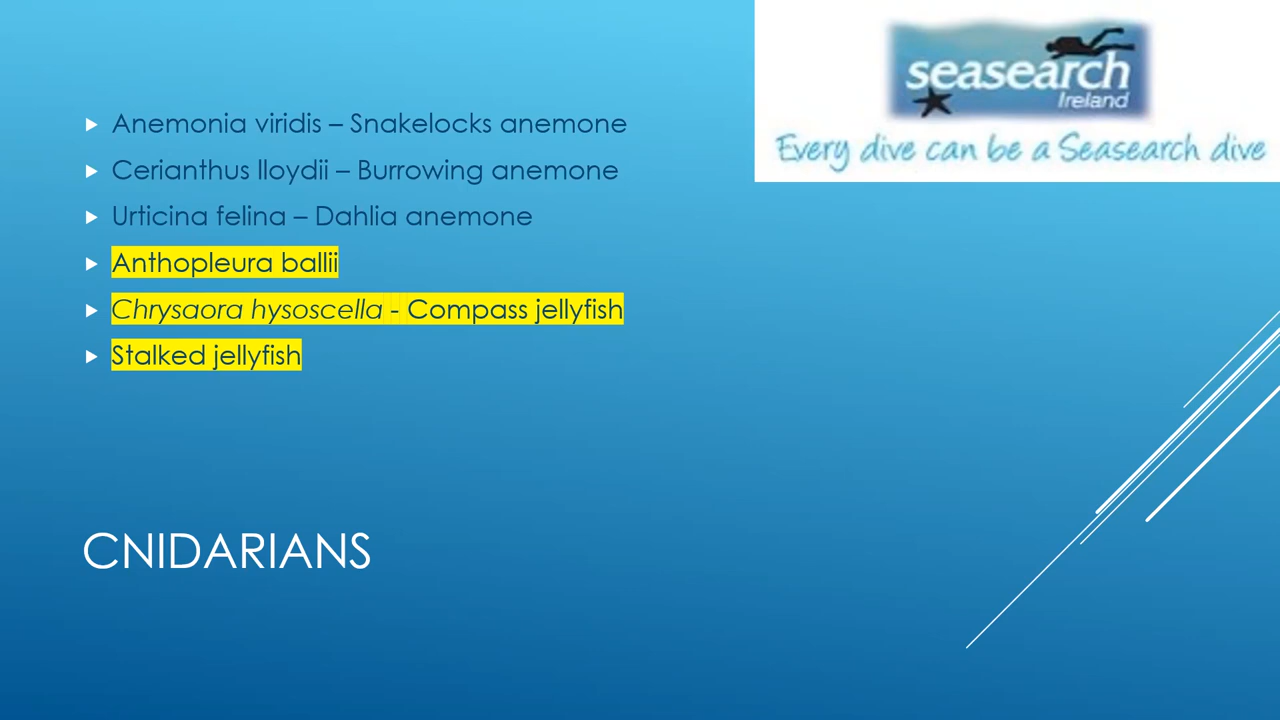 seasearch
Ireland
Every dive can be a Seasearch dive
Anemonia viridis – Snakelocks anemone
Cerianthus lloydii – Burrowing anemone
Urticina felina – Dahlia anemone
Anthopleura ballii
Chrysaora hysoscella - Compass jellyfish
Stalked jellyfish
CNIDARIANS